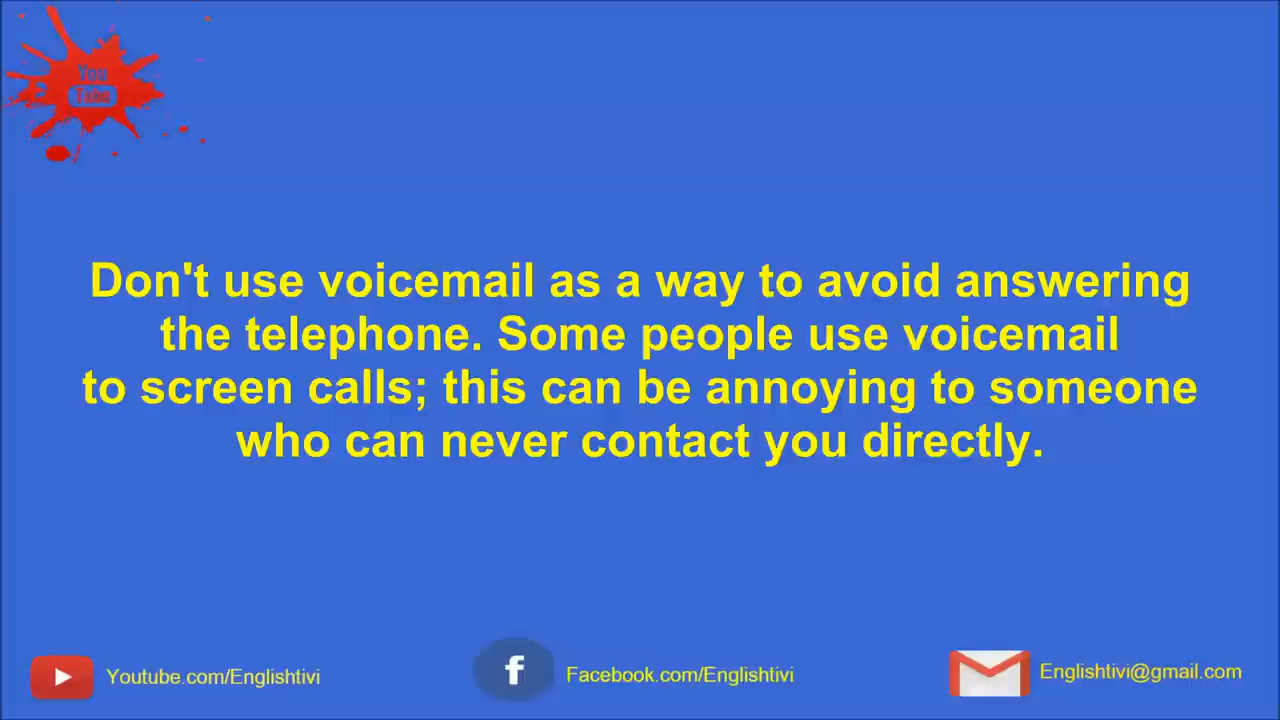 You
Tube
Don't use voicemail as a way to avoid answering
the telephone. Some people use voicemail
to screen calls; this can be annoying to someone
who can never contact you directly.
Youtube.com/Englishtivi
f
Facebook.com/Englishtivi
Englishtivi@gmail.com